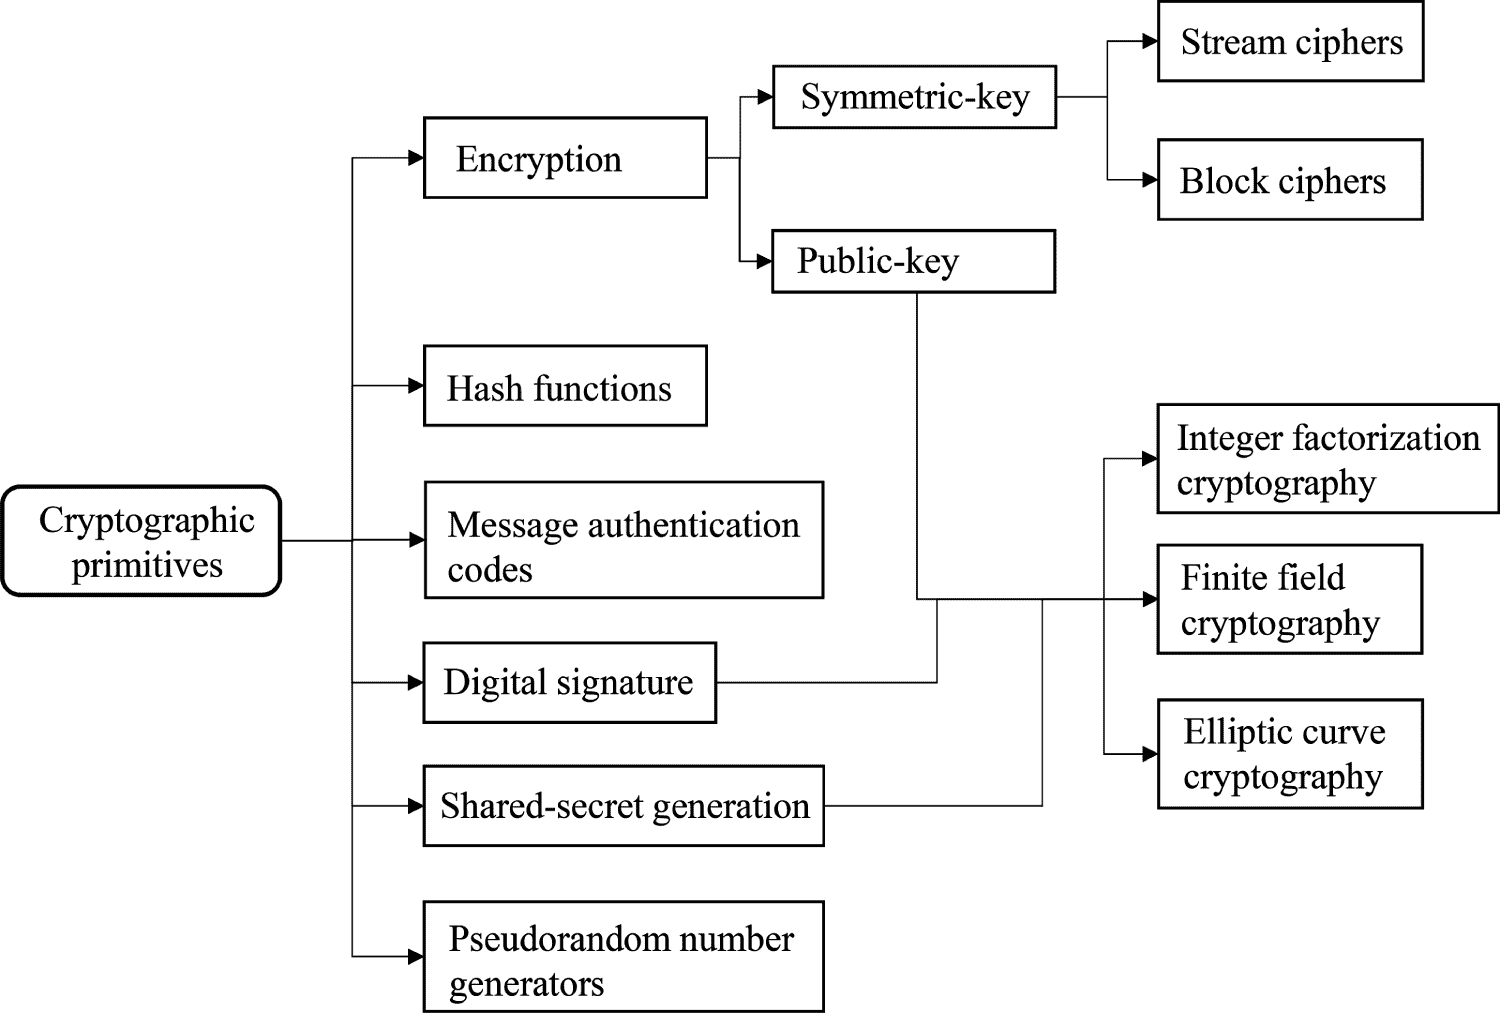 Stream ciphers
Symmetric-key
Encryption
Block ciphers
Public-key
Hash functions
Integer factorization
cryptography
Cryptographic
primitives
Message authentication
codes
Finite field
cryptography
Digital signature
Elliptic curve
cryptography
Shared-secret generation
Pseudorandom number
generators